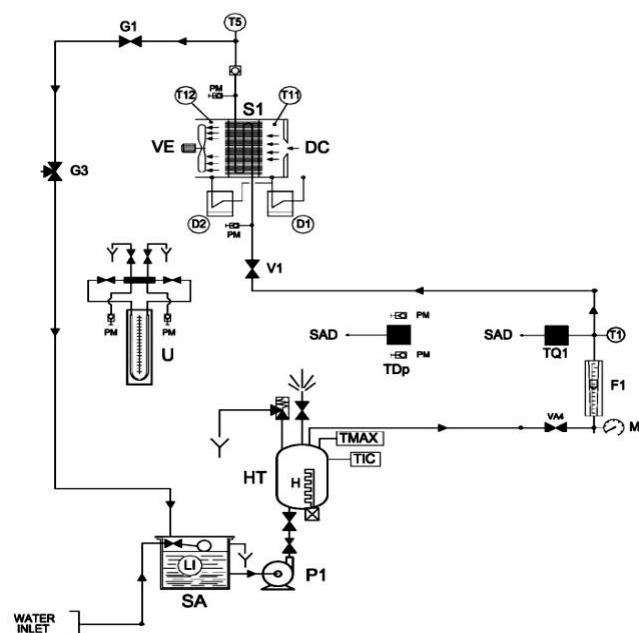 G1
T5
PM
T12
S1
T11
VE
DC
G3
D2
D1
PM
V1
PM
PM
U
SAD
PM
PM
TDp
SAD
TQ1
T1
F1
VA4
M
TMAX
TIC
HT
H
LI
SA
P1
WATER
INLET